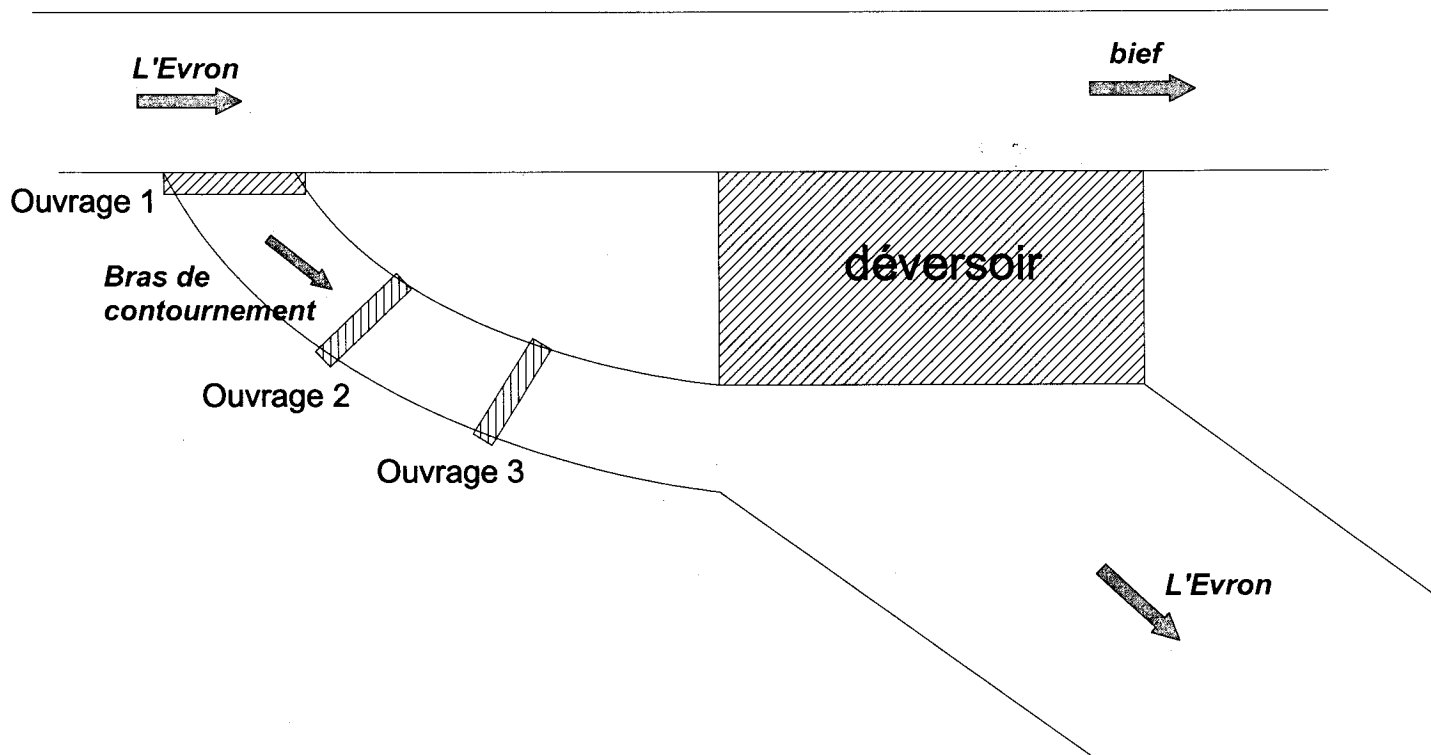 L'Evron
bief
Ouvrage 1
déversoir
Bras de
contournement
Ouvrage 2
Ouvrage 3
L'Evron